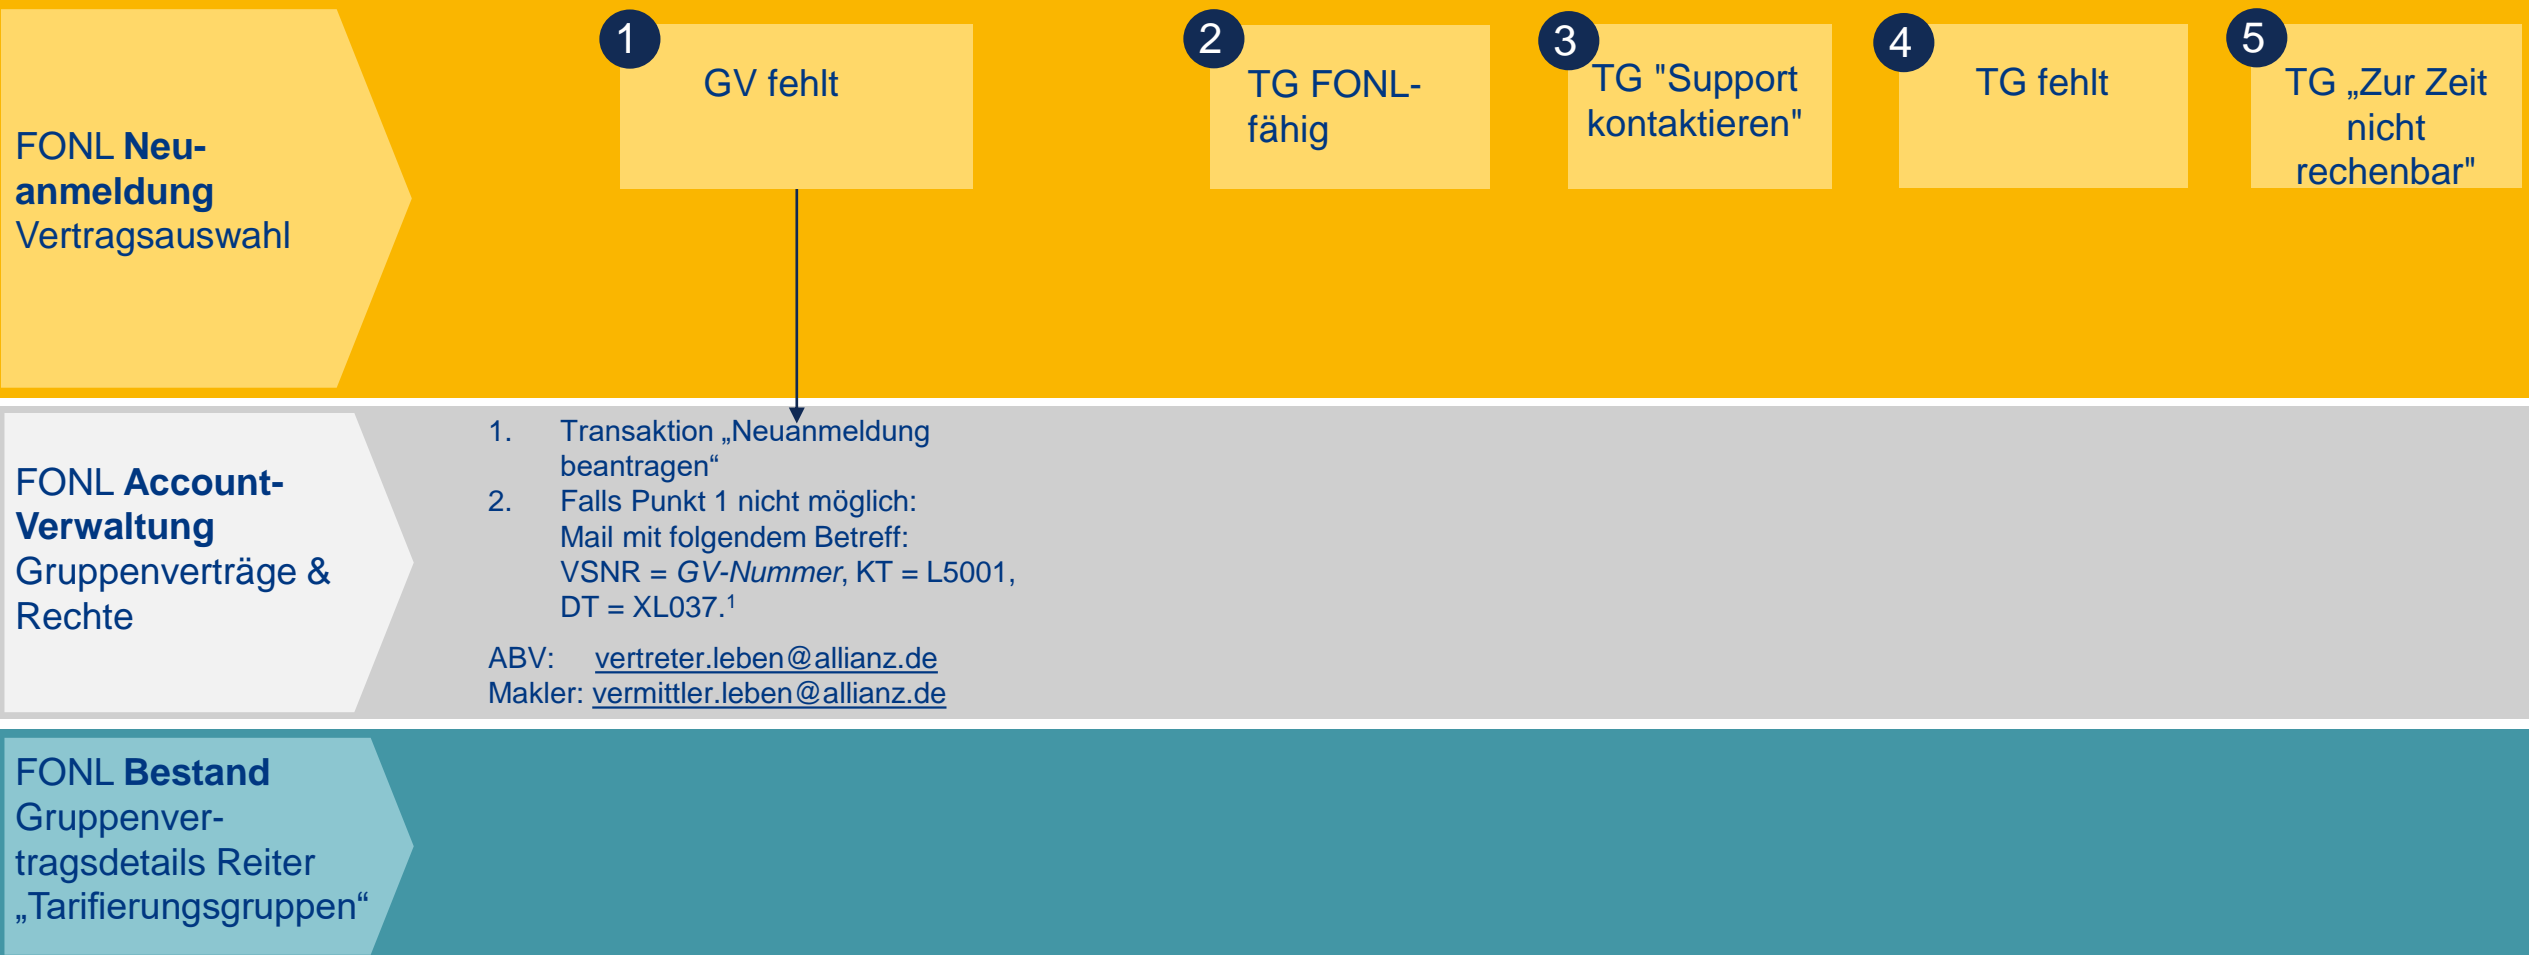 1
GV fehlt
2
TG FONL-
fähig
3
TG "Support
kontaktieren"
4
TG fehlt
5
TG „Zur Zeit
nicht
rechenbar"
FONL Neu-
anmeldung
Vertragsauswahl
FONL Account-
Verwaltung
Gruppenverträge &
Rechte
1. Transaktion „Neuanmeldung
beantragen“
2. Falls Punkt 1 nicht möglich:
Mail mit folgendem Betreff:
VSNR = GV-Nummer, KT = L5001,
DT = XL037.¹
ABV: vertreter.leben@allianz.de
Makler: vermittler.leben@allianz.de
FONL Bestand
Gruppenver-
tragsdetails Reiter
„Tarifierungsgruppen“